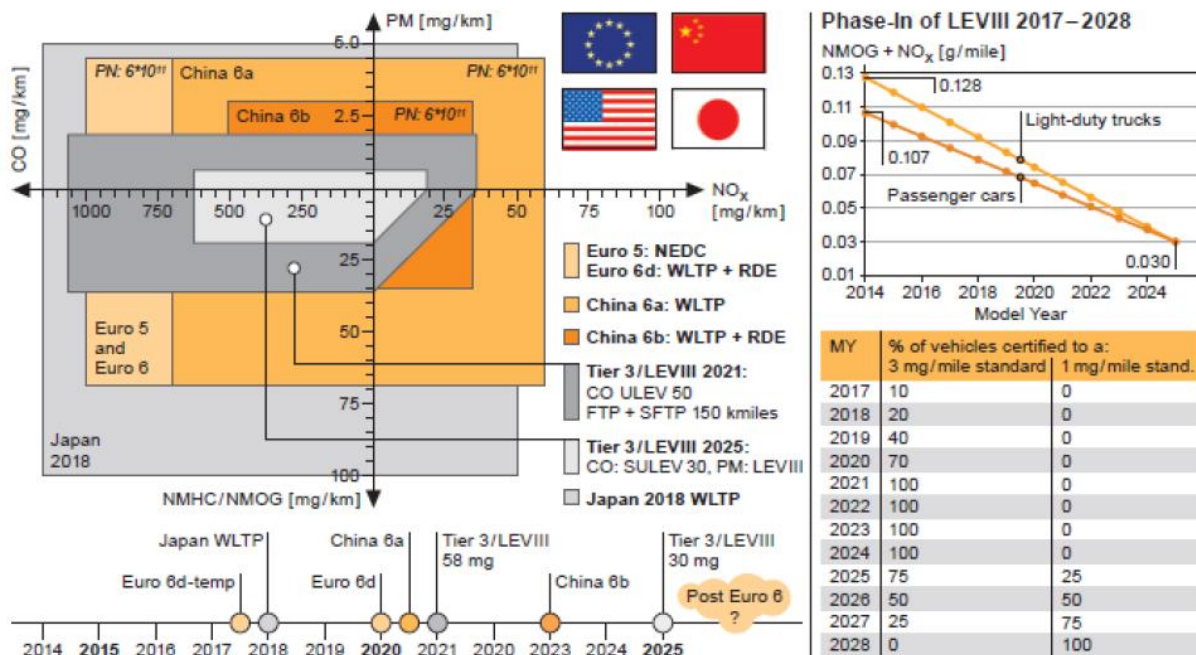 PM [mg/km]
5.0
PN: 6*10¹¹
China 6a
PN: 6*10¹¹
China 6b
2.5
PN: 6*10¹¹
CO [mg/km]
1000
750
500
250
25
50
75
100
NOx
[mg/km]
25
50
75
100
Euro 5
and
Euro 6
Japan
2018
NMHC/NMOG [mg/km]
Euro 5: NEDC
Euro 6d: WLTP + RDE
China 6a: WLTP
China 6b: WLTP + RDE
Tier 3/LEVIII 2021:
CO ULEV 50
FTP + SFTP 150 kmiles
Tier 3/LEVIII 2025:
CO: SULEV 30, PM: LEVIII
Japan 2018 WLTP
Japan WLTP
China 6a
Tier 3/LEVIII
58 mg
Tier 3/LEVIII
30 mg
Euro 6d-temp
Euro 6d
China 6b
Post Euro 6
?
2014 2015 2016 2017 2018 2019 2020 2021 2022 2023 2024 2025
Phase-In of LEVIII 2017–2028
NMOG + NOx [g/mile]
0.13
0.11
0.09
0.07
0.05
0.03
0.01
0.128
0.107
Light-duty trucks
Passenger cars
0.030
2014 2016 2018 2020 2022 2024
Model Year
MY % of vehicles certified to a:
3 mg/mile standard 1 mg/mile stand.
2017 10 0
2018 20 0
2019 40 0
2020 70 0
2021 100 0
2022 100 0
2023 100 0
2024 100 0
2025 75 25
2026 50 50
2027 25 75
2028 0 100